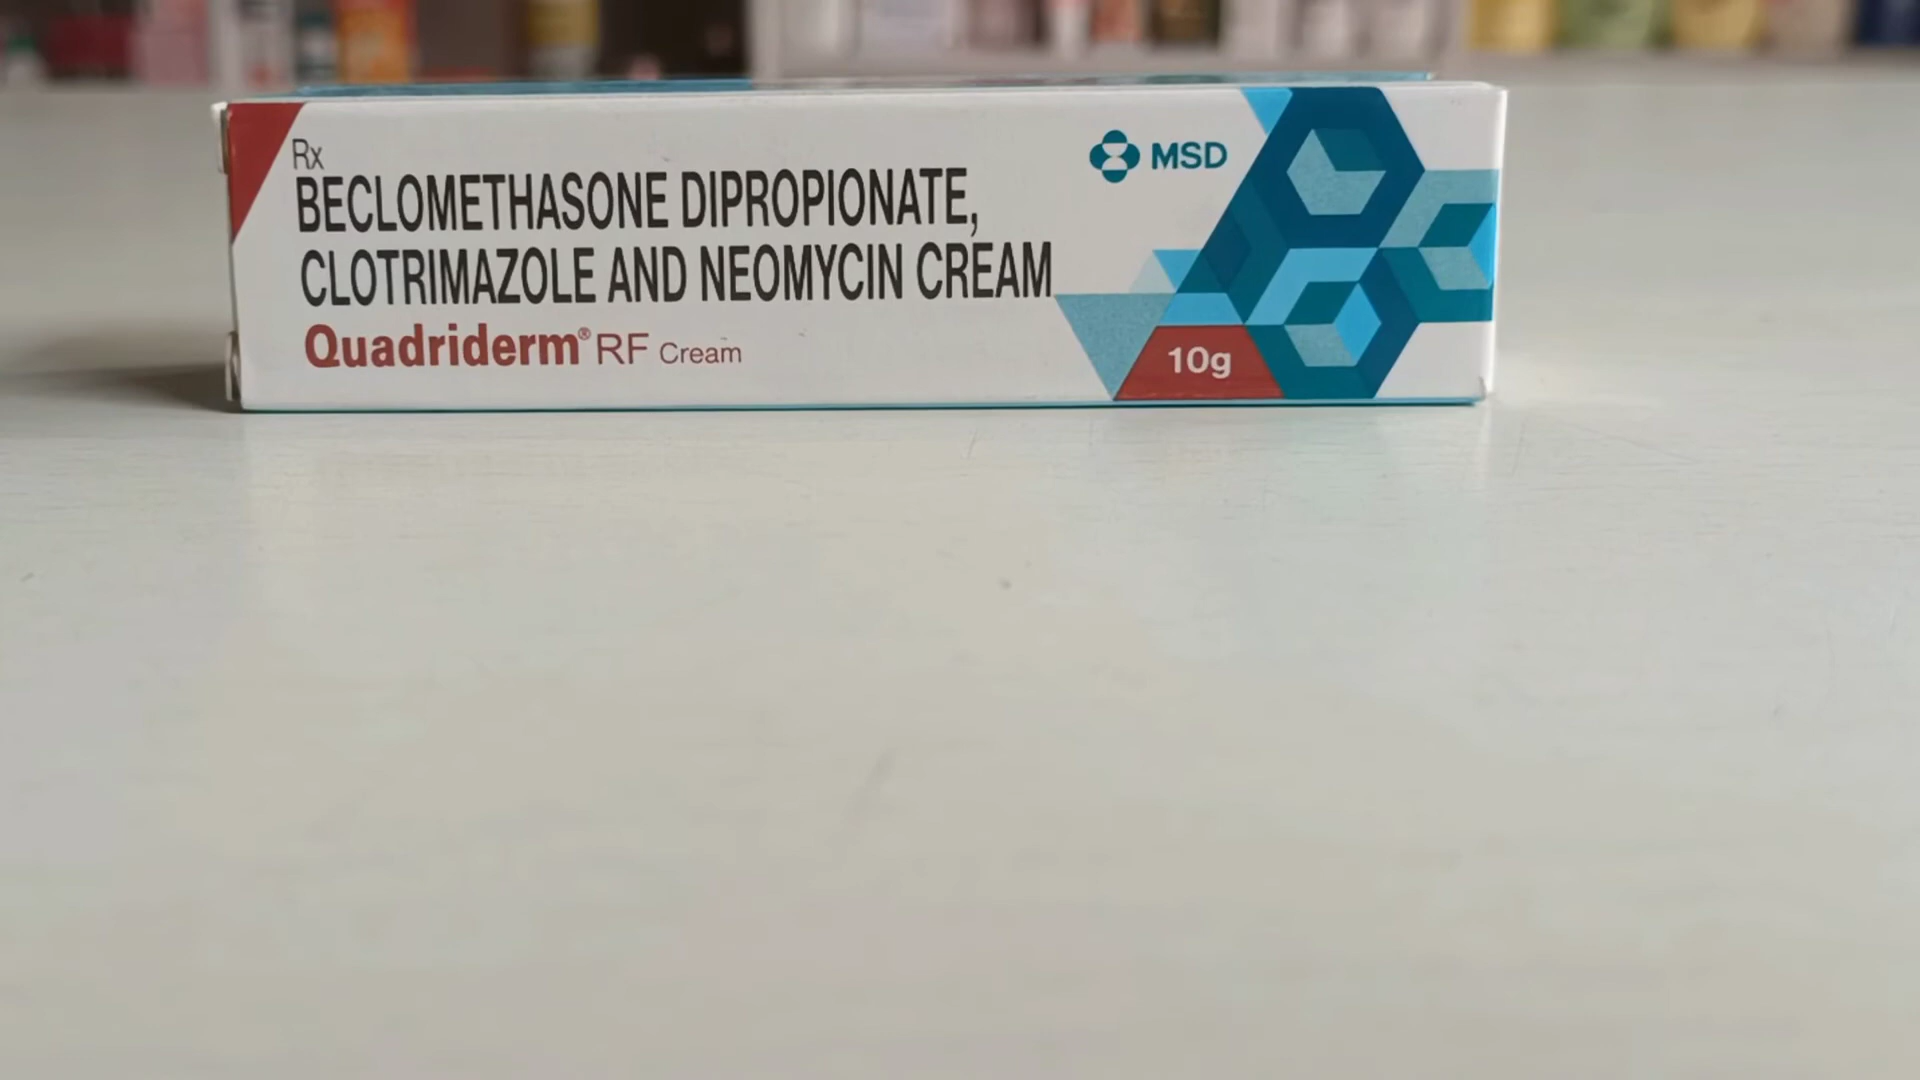 Rx
BECLOMETHASONE DIPROPIONATE,
CLOTRIMAZOLE AND NEOMYCIN CREAM
Quadriderm® RF Cream
MSD
10g